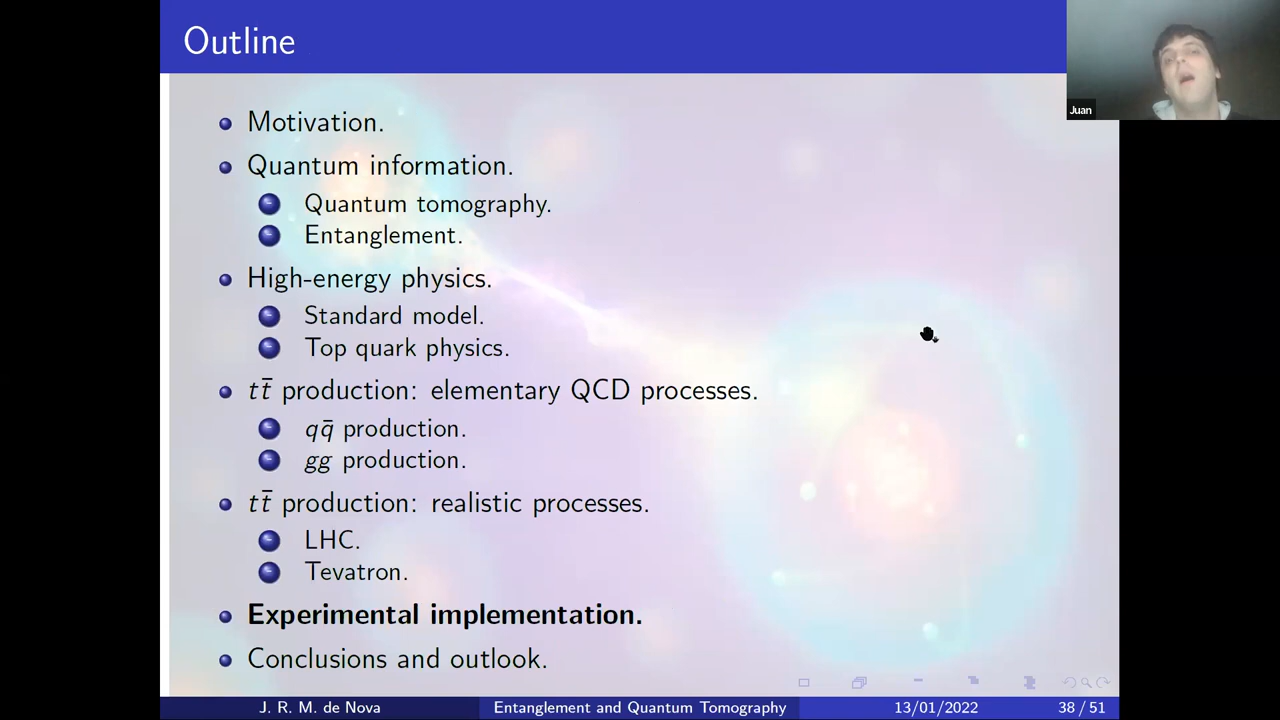 Outline
Juan
Motivation.
Quantum information.
Quantum tomography.
Entanglement.
High-energy physics.
Standard model.
Top quark physics.
tt̄ production: elementary QCD processes.
qq̄ production.
gg production.
tt̄ production: realistic processes.
LHC.
Tevatron.
Experimental implementation.
Conclusions and outlook.
J. R. M. de Nova Entanglement and Quantum Tomography 13/01/2022 38 / 51